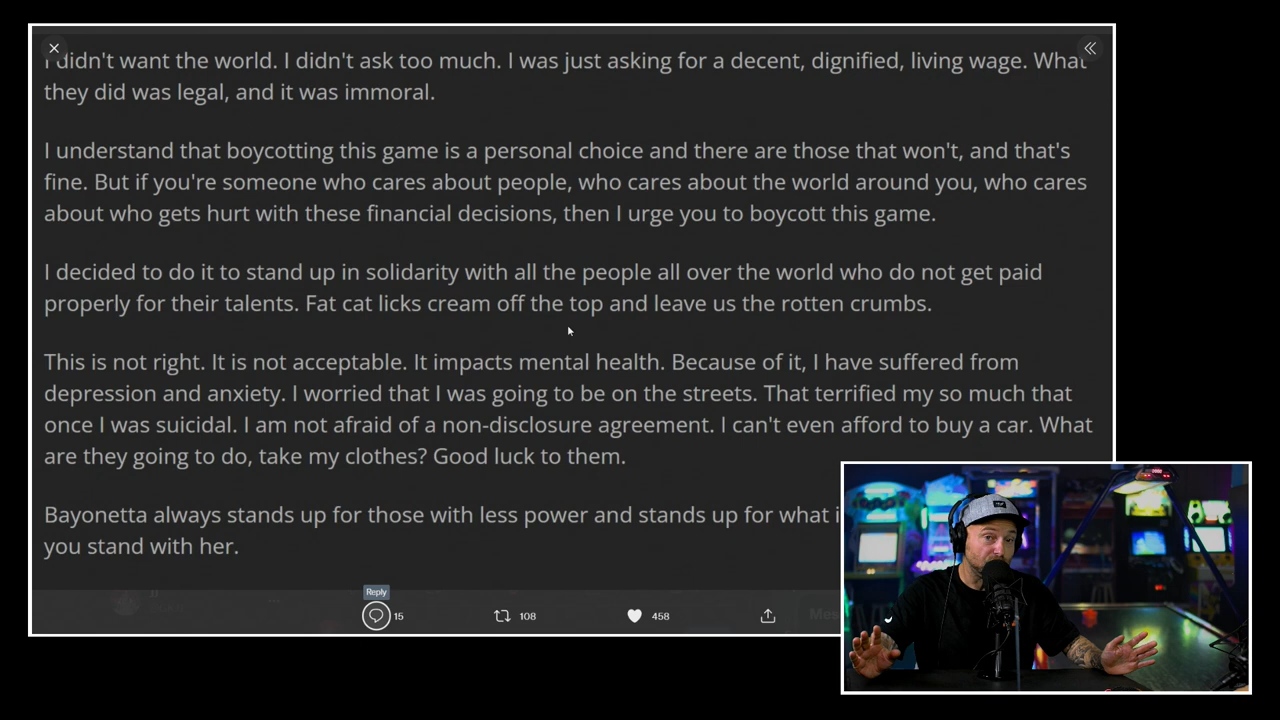 I didn't want the world. I didn't ask too much. I was just asking for a decent, dignified, living wage. What
they did was legal, and it was immoral.
I understand that boycotting this game is a personal choice and there are those that won't, and that's
fine. But if you're someone who cares about people, who cares about the world around you, who cares
about who gets hurt with these financial decisions, then I urge you to boycott this game.
I decided to do it to stand up in solidarity with all the people all over the world who do not get paid
properly for their talents. Fat cat licks cream off the top and leave us the rotten crumbs.
This is not right. It is not acceptable. It impacts mental health. Because of it, I have suffered from
depression and anxiety. I worried that I was going to be on the streets. That terrified my so much that
once I was suicidal. I am not afraid of a non-disclosure agreement. I can't even afford to buy a car. What
are they going to do, take my clothes? Good luck to them.
Bayonetta always stands up for those with less power and stands up for what i
you stand with her.
Reply
15 108 458